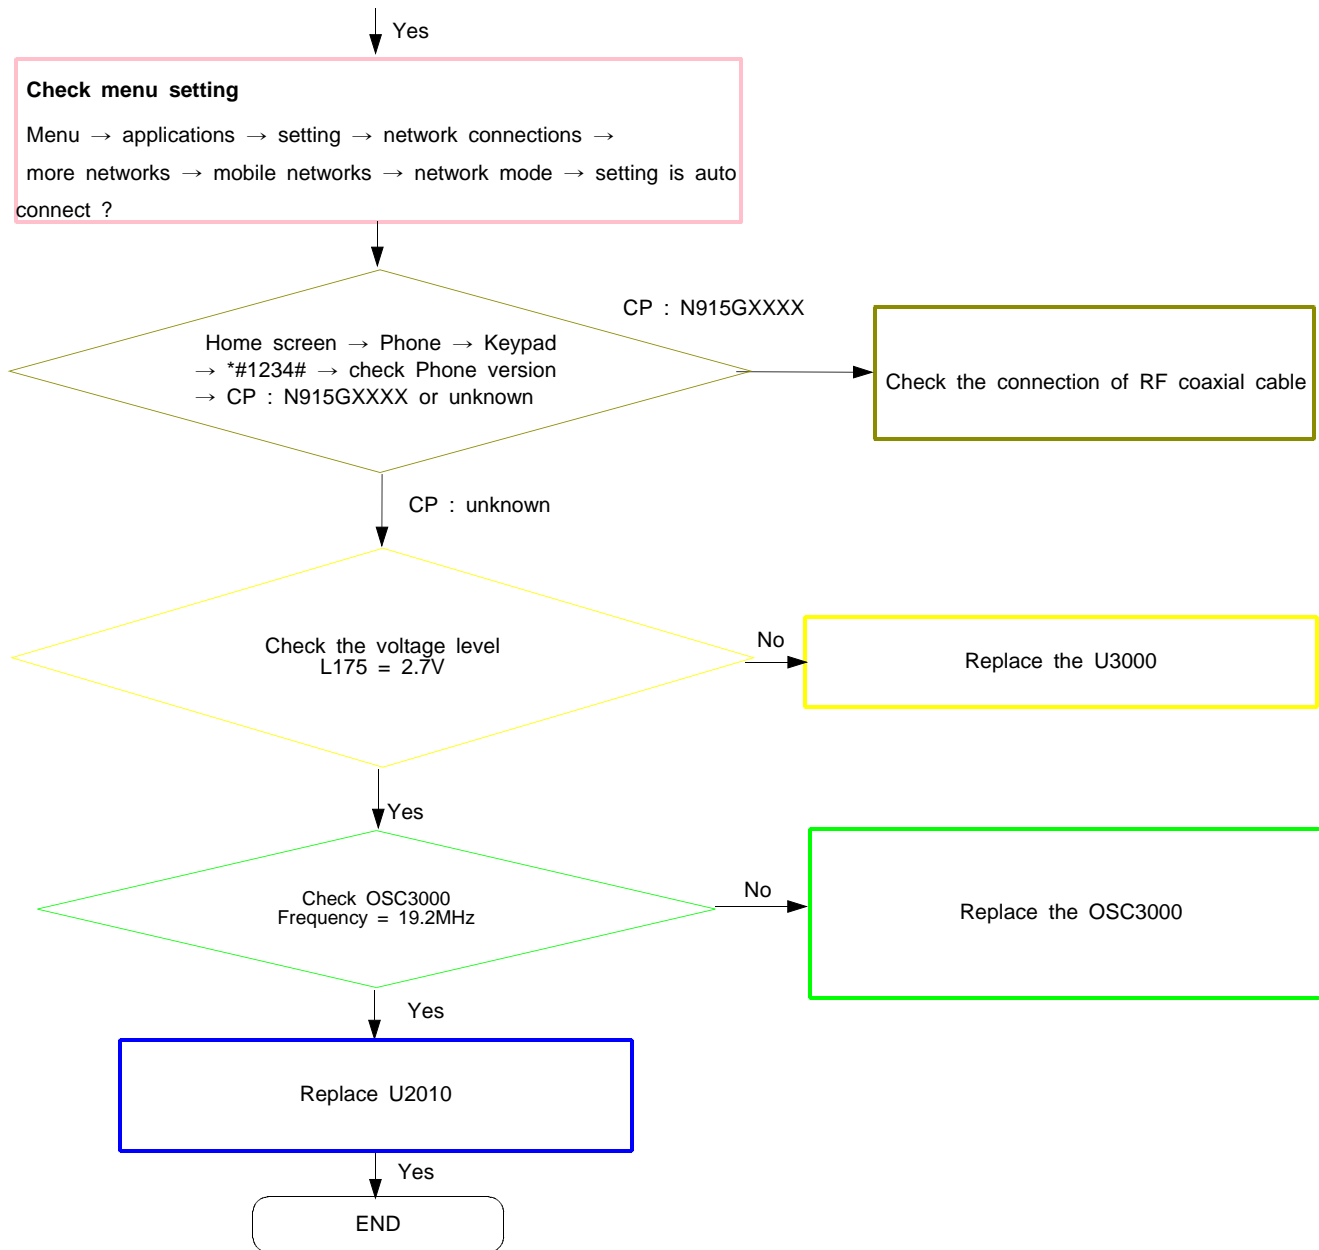 Yes
Check menu setting
Menu → applications → setting → network connections →
more networks → mobile networks → network mode → setting is auto
connect ?
CP : N915GXXXX
Home screen → Phone → Keypad
→ *#1234# → check Phone version
→ CP : N915GXXXX or unknown
Check the connection of RF coaxial cable
CP : unknown
Check the voltage level
L175 = 2.7V
No
Replace the U3000
Yes
Check OSC3000
Frequency = 19.2MHz
No
Replace the OSC3000
Yes
Replace U2010
Yes
END